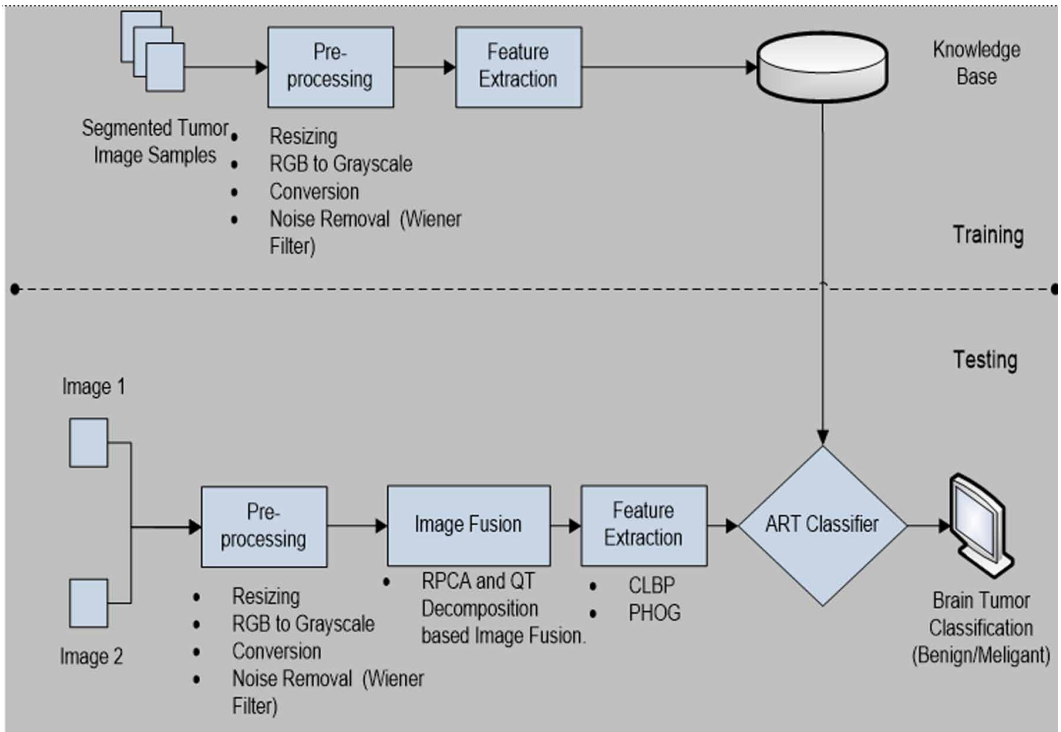 Pre-
processing
Feature
Extraction
Knowledge
Base
Segmented Tumor
Image Samples
• Resizing
• RGB to Grayscale
• Conversion
• Noise Removal (Wiener
Filter)
Training
Testing
Image 1
Image 2
Pre-
processing
• Resizing
• RGB to Grayscale
• Conversion
• Noise Removal (Wiener
Filter)
Image Fusion
• RPCA and QT
Decomposition
based Image Fusion.
Feature
Extraction
• CLBP
• PHOG
ART Classifier
Brain Tumor
Classification
(Benign/Meligant)